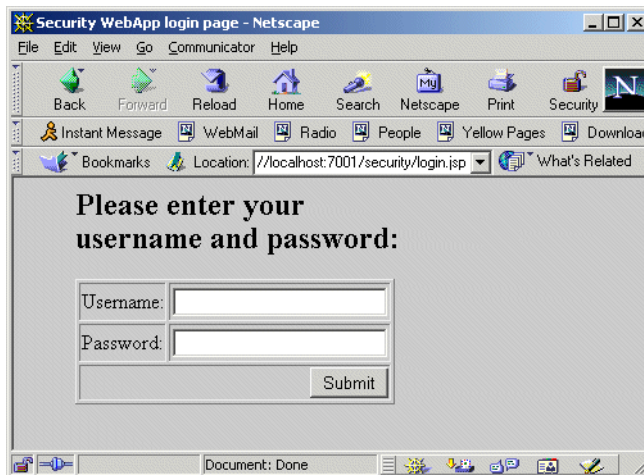 Security WebApp login page - Netscape
File Edit View Go Communicator Help
Back Forward Reload Home Search My Netscape Print Security N
Instant Message WebMail Radio People Yellow Pages Download
Bookmarks Location: //localhost:7001/security/login.jsp What's Related
Please enter your
username and password:
Username:
Password:
Submit
Document: Done